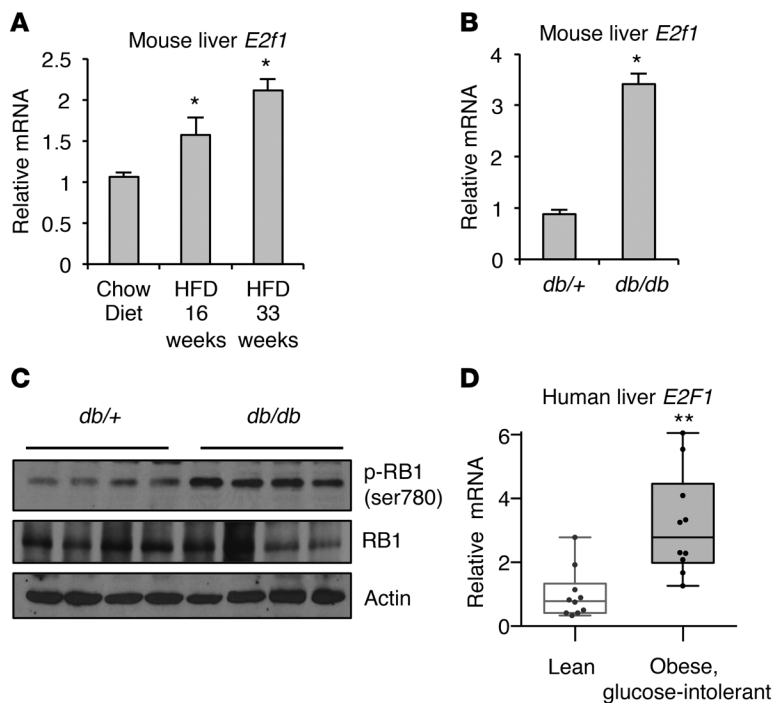 A
Mouse liver E2f1
Relative mRNA
2.5
2
1.5
1
0.5
0
*
*
Chow
Diet
HFD
16
weeks
HFD
33
weeks
B
Mouse liver E2f1
Relative mRNA
4
3
2
1
0
*
db/+
db/db
C
db/+
db/db
p-RB1
(ser780)
RB1
Actin
D
Human liver E2F1
Relative mRNA
6
4
2
0
**
Lean
Obese,
glucose-intolerant